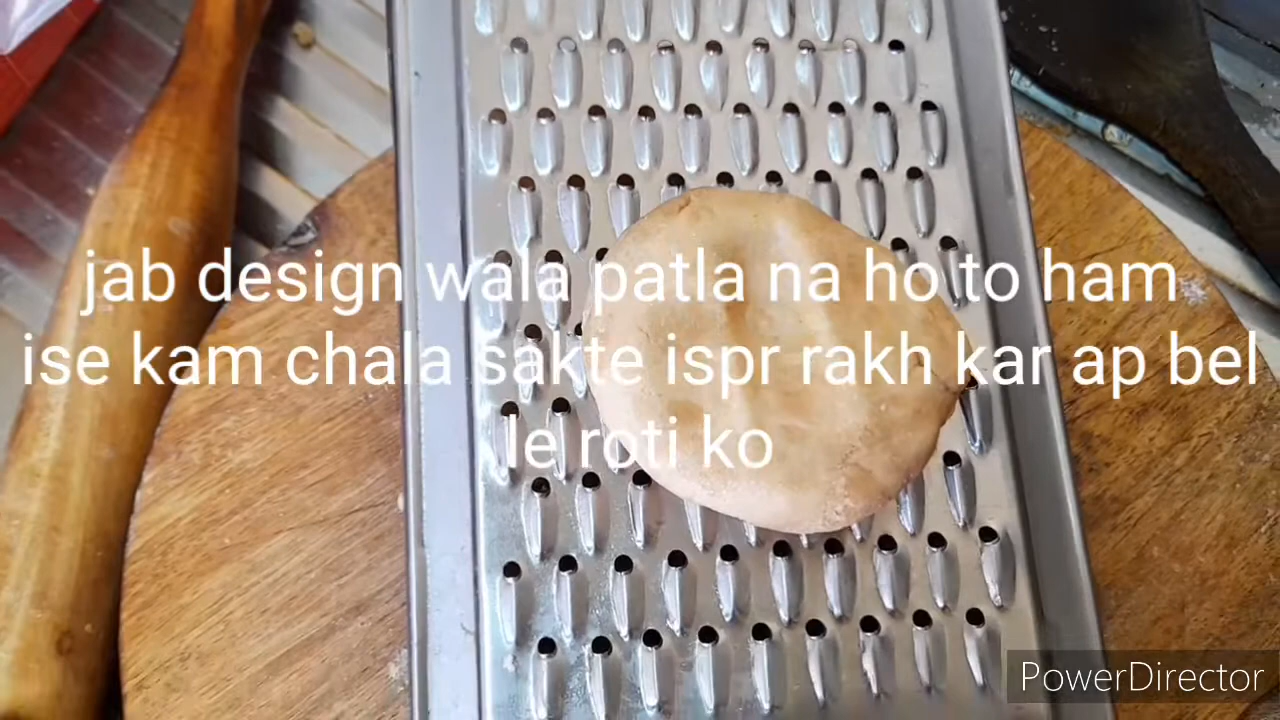 jab design wala patla na ho to ham
ise kam chala sakte ispr rakh kar ap bel
le roti ko
PowerDirector